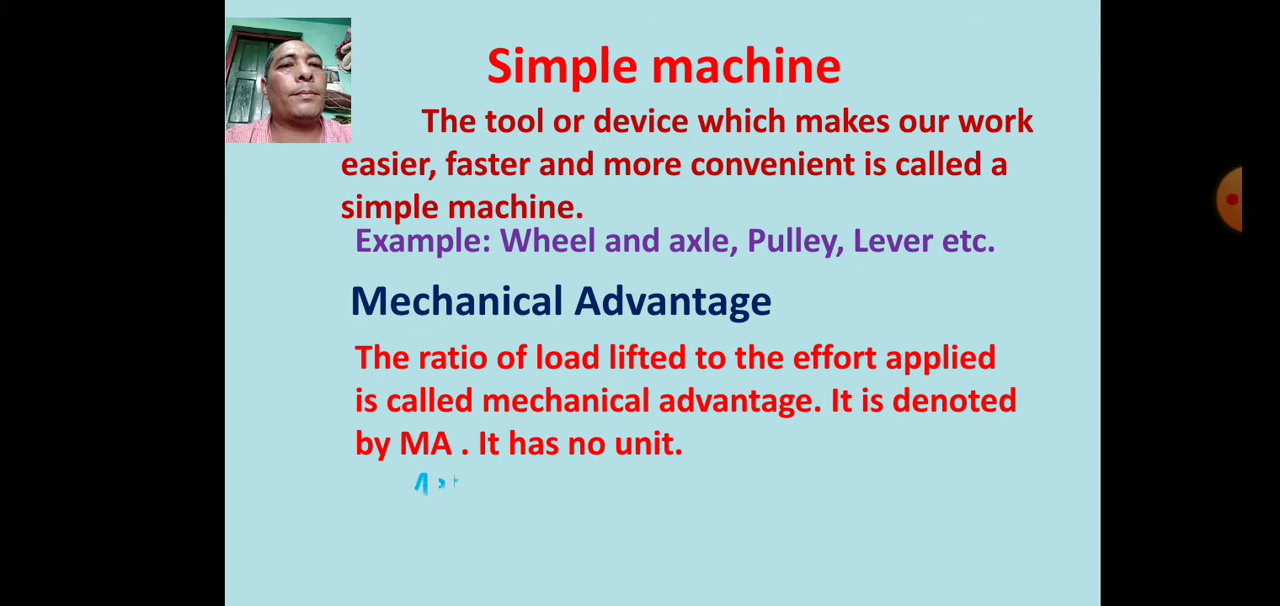 Simple machine
The tool or device which makes our work
easier, faster and more convenient is called a
simple machine.
Example: Wheel and axle, Pulley, Lever etc.
Mechanical Advantage
The ratio of load lifted to the effort applied
is called mechanical advantage. It is denoted
by MA . It has no unit.